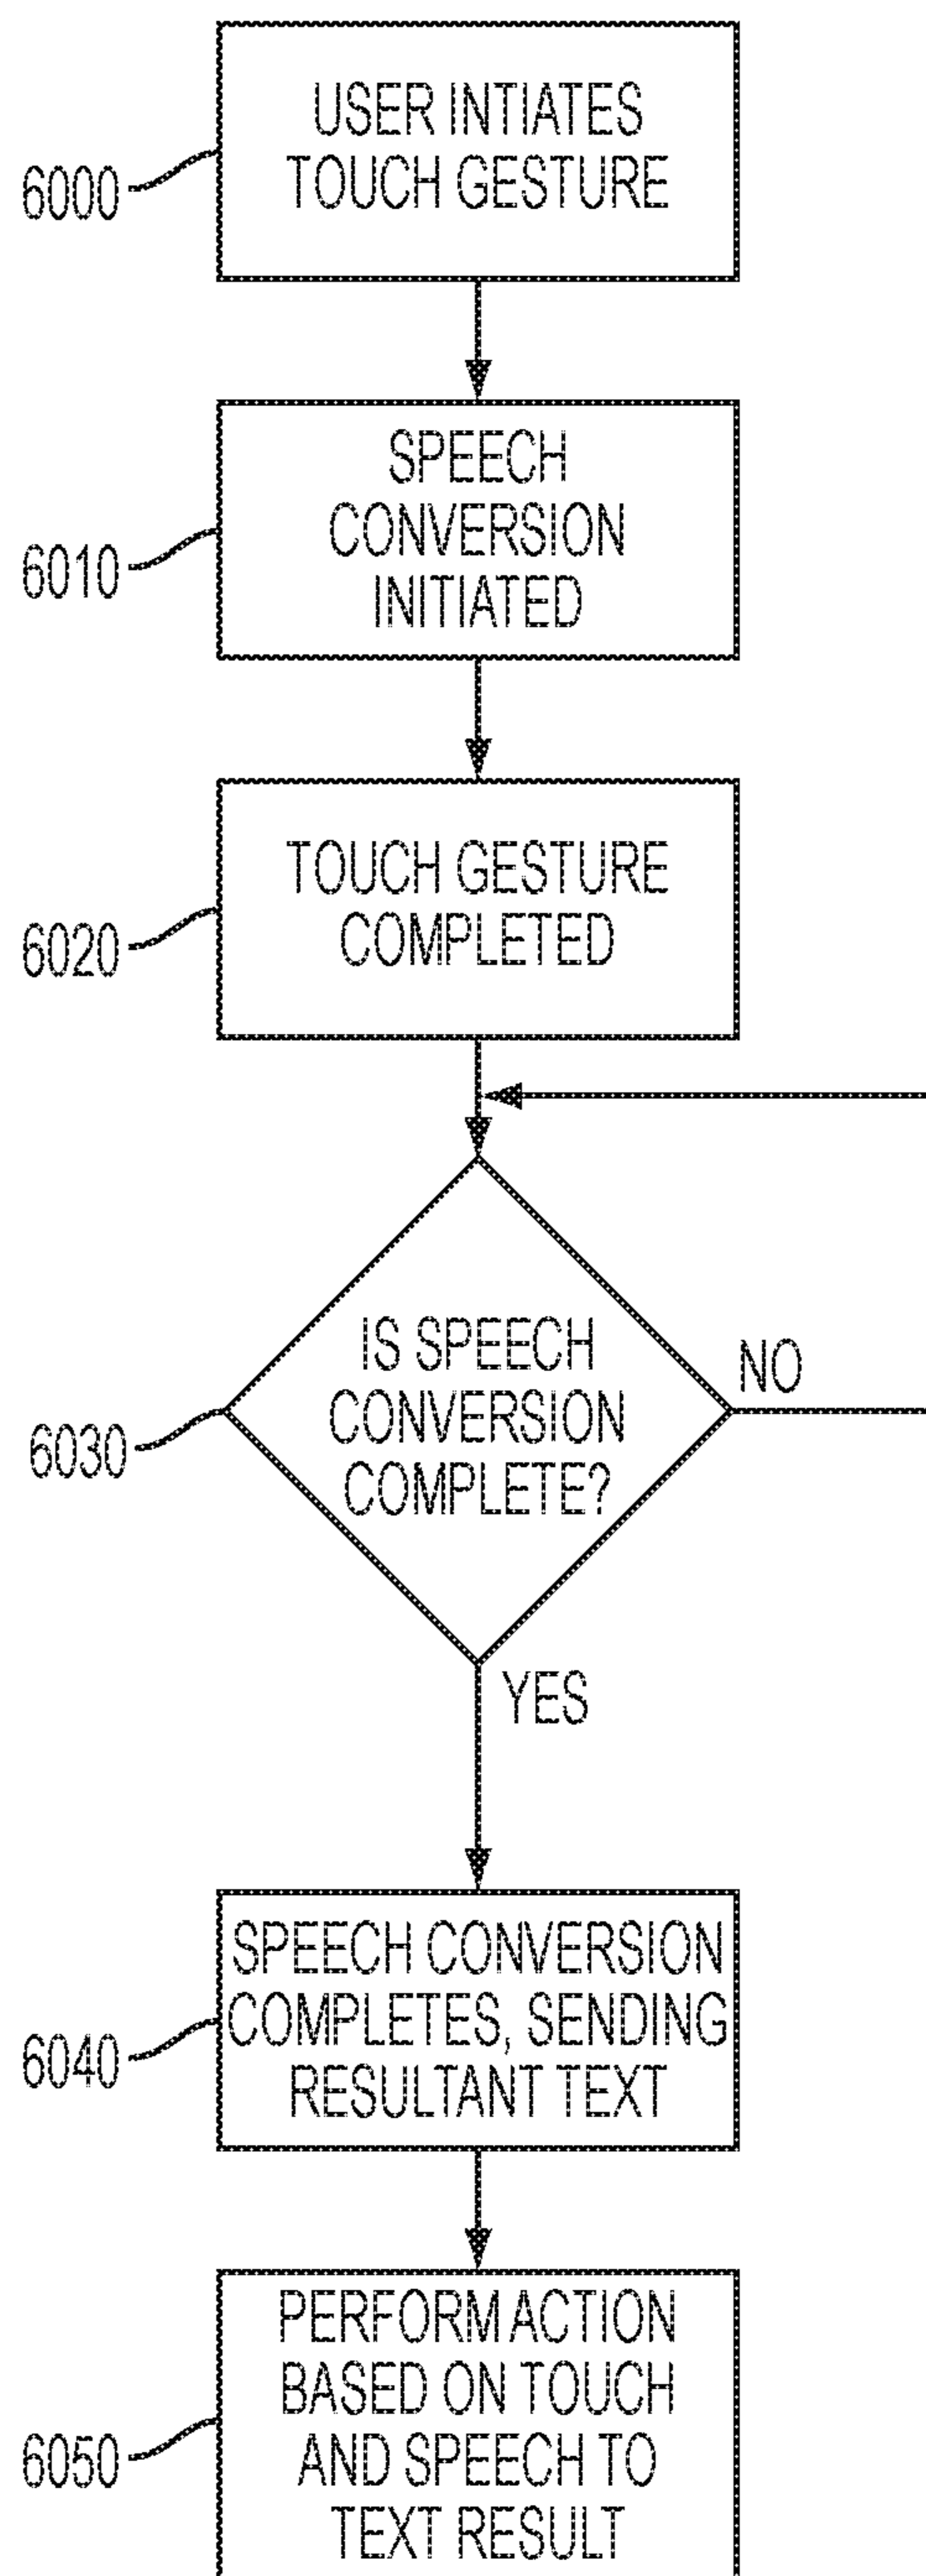 USER INTIATES
TOUCH GESTURE
6000
SPEECH
CONVERSION
INITIATED
6010
TOUCH GESTURE
COMPLETED
6020
IS SPEECH
CONVERSION
COMPLETE?
NO
6030
YES
SPEECH CONVERSION
COMPLETES, SENDING
RESULTANT TEXT
6040
PERFORM ACTION
BASED ON TOUCH
AND SPEECH TO
TEXT RESULT
6050